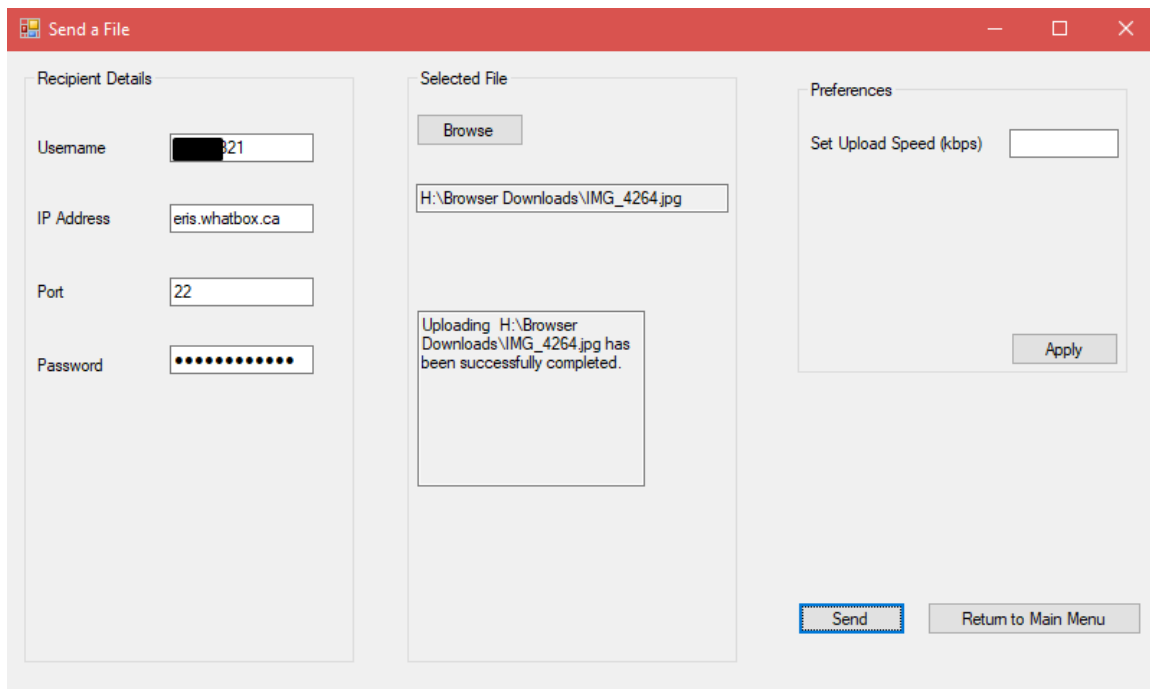 Send a File
Recipient Details
Username
321
IP Address
eris.whatbox.ca
Port
22
Password
••••••••••••
Selected File
Browse
H:\Browser Downloads\IMG_4264.jpg
Uploading  H:\Browser
Downloads\IMG_4264.jpg has
been successfully completed.
Preferences
Set Upload Speed (kbps)
Apply
Send
Return to Main Menu